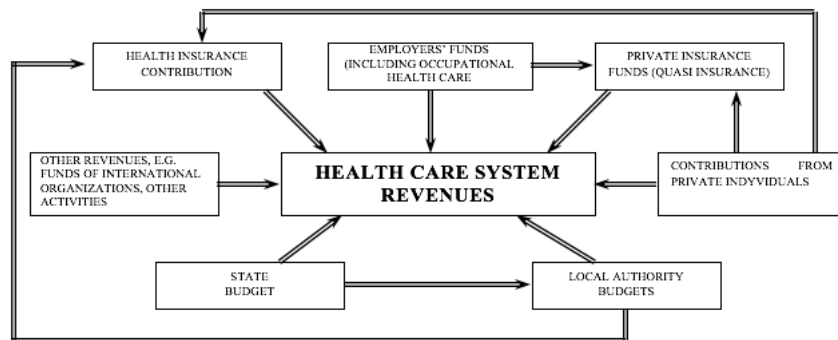 HEALTH INSURANCE
CONTRIBUTION
EMPLOYERS' FUNDS
(INCLUDING OCCUPATIONAL
HEALTH CARE
PRIVATE INSURANCE
FUNDS (QUASI INSURANCE)
OTHER REVENUES, E.G.
FUNDS OF INTERNATIONAL
ORGANIZATIONS, OTHER
ACTIVITIES
HEALTH CARE SYSTEM
REVENUES
CONTRIBUTIONS FROM
PRIVATE INDYVIDUALS
STATE
BUDGET
LOCAL AUTHORITY
BUDGETS